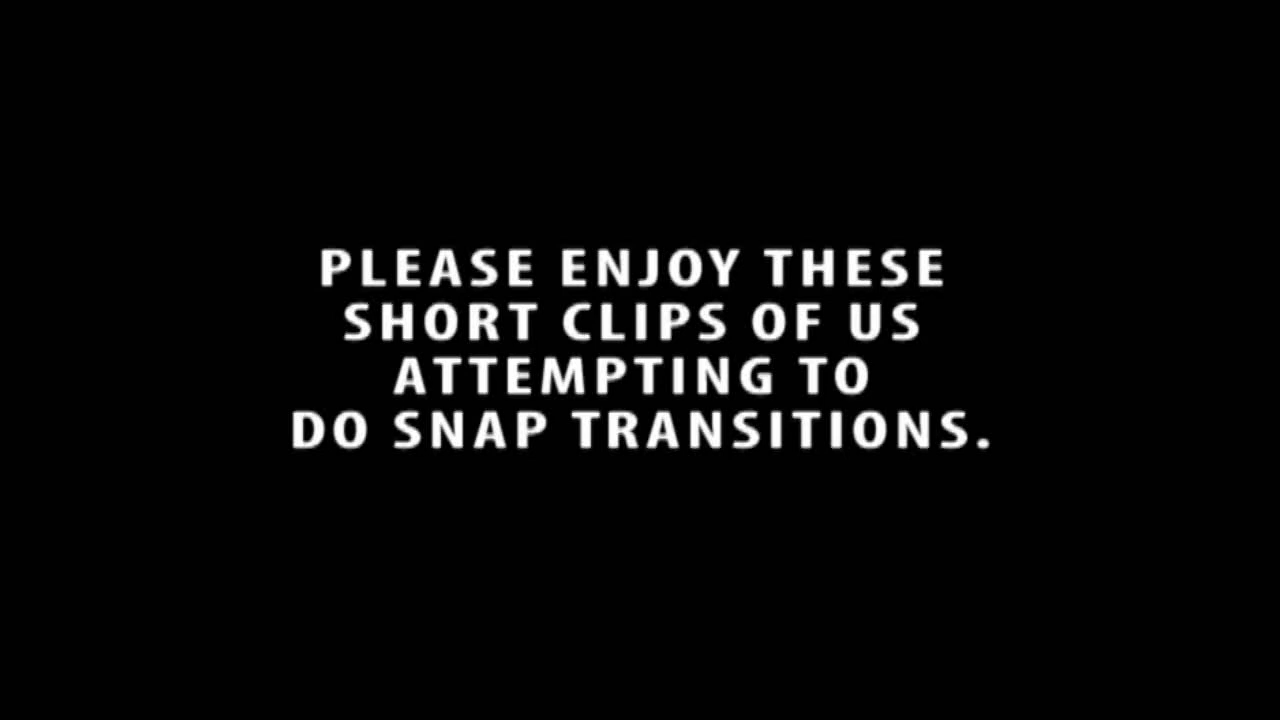 PLEASE ENJOY THESE
SHORT CLIPS OF US
ATTEMPTING TO
DO SNAP TRANSITIONS.